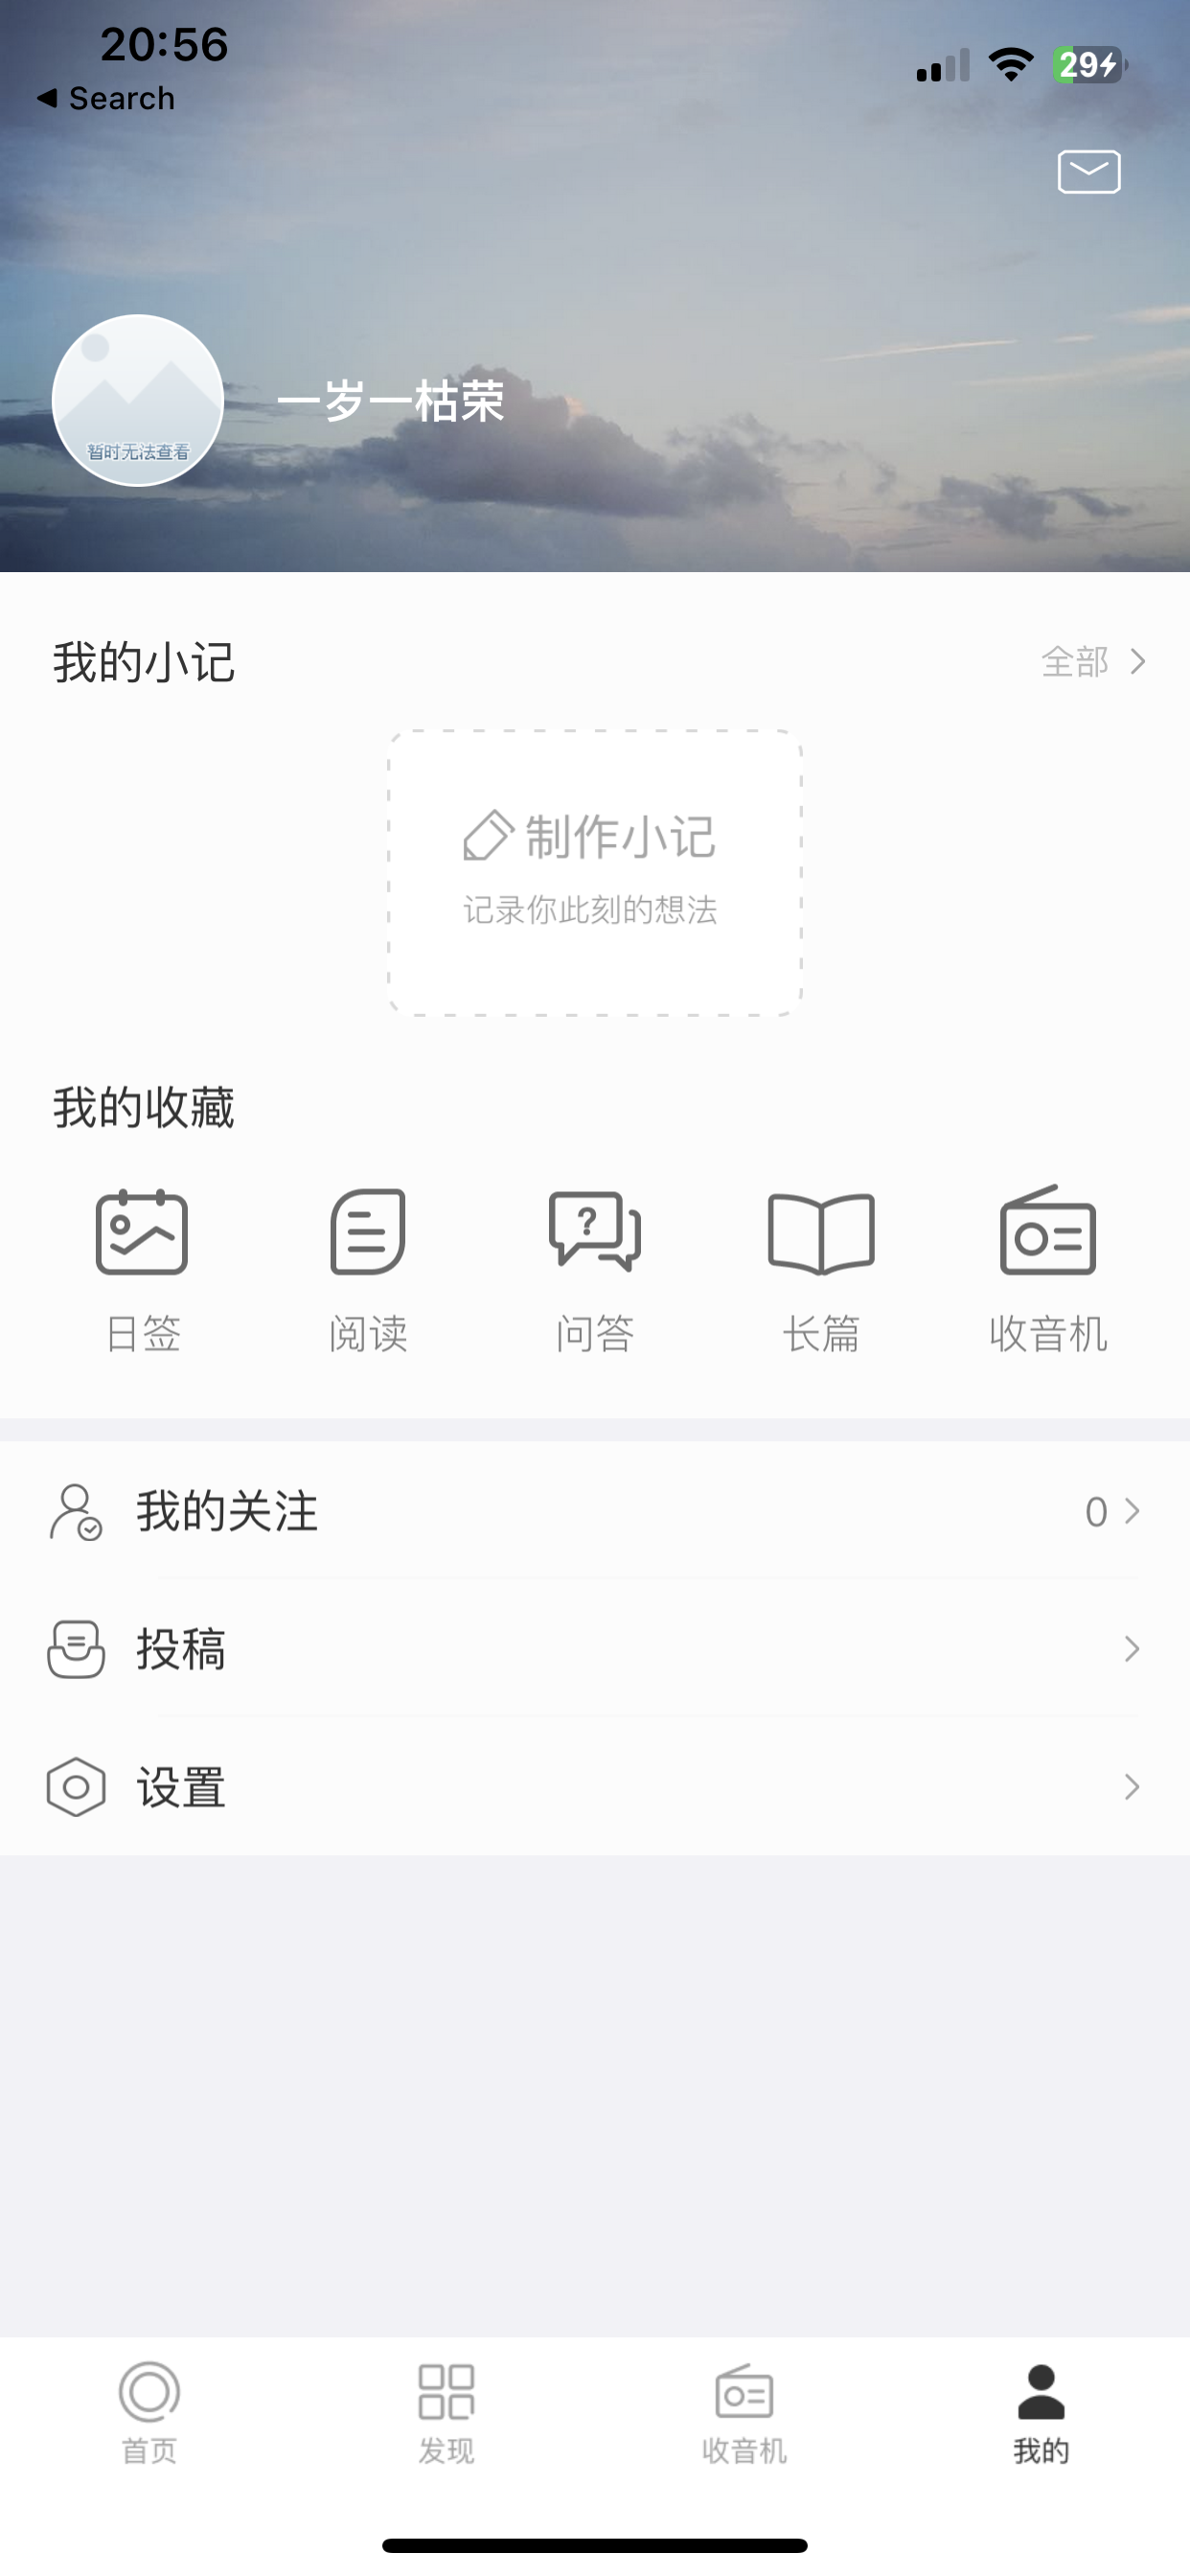 20:56
29
◀ Search
一岁一枯荣
暂时无法查看
我的小记
全部
制作小记
记录你此刻的想法
我的收藏
?
日签 阅读 问答 长篇 收音机
我的关注 0
投稿
设置
首页 发现 收音机 我的